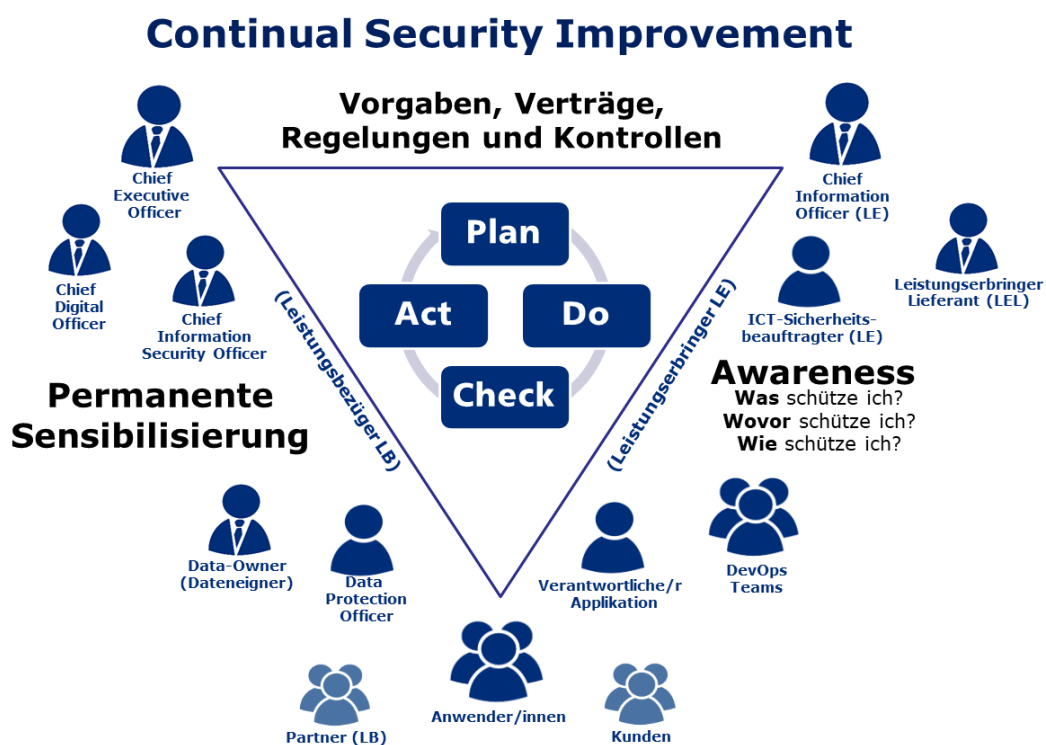 Continual Security Improvement
Vorgaben, Verträge,
Regelungen und Kontrollen
Chief
Executive
Officer
Chief
Digital
Officer
Chief
Information
Security Officer
Chief
Information
Officer (LE)
Leistungserbringer
Lieferant (LEL)
ICT-Sicherheits-
beauftragter (LE)
Plan
Act
Do
Check
(Leistungsbezüger LB)
(Leistungserbringer LE)
Permanente
Sensibilisierung
Awareness
Was schütze ich?
Wovor schütze ich?
Wie schütze ich?
Data-Owner
(Dateneigner)
Data
Protection
Officer
Verantwortliche/r
Applikation
DevOps
Teams
Anwender/innen
Partner (LB)
Kunden